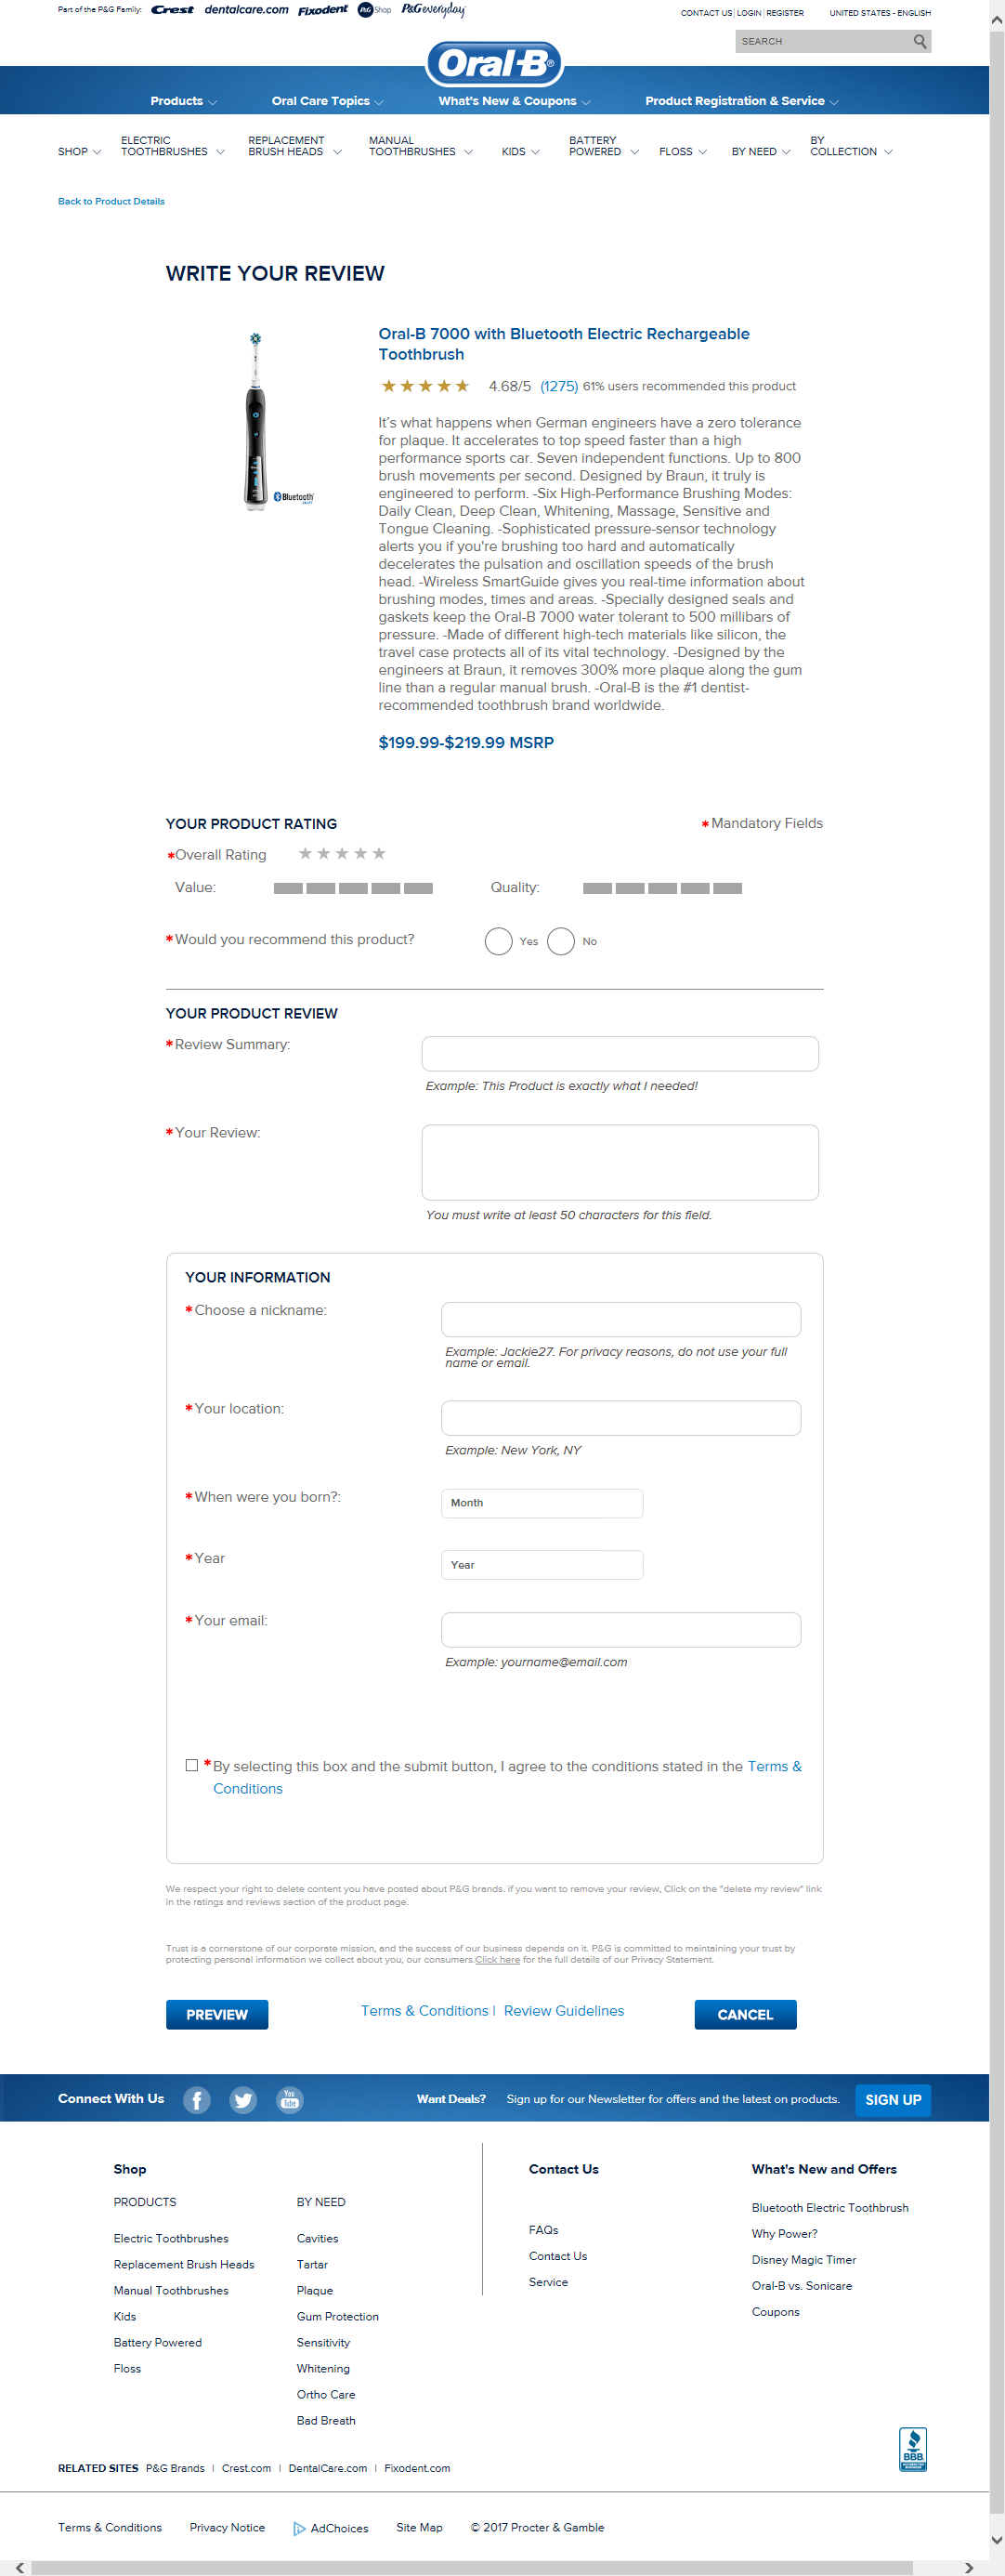 Part of the P&G Family: Crest dentalcare.com Fixodent P&G Shop P&G everyday
CONTACT US | LOGIN | REGISTER UNITED STATES - ENGLISH
SEARCH
Oral-B®
Products Oral Care Topics What's New & Coupons Product Registration & Service
SHOP ELECTRIC TOOTHBRUSHES REPLACEMENT BRUSH HEADS MANUAL TOOTHBRUSHES KIDS BATTERY POWERED FLOSS BY NEED BY COLLECTION
Back to Product Details
WRITE YOUR REVIEW
Bluetooth
Oral-B 7000 with Bluetooth Electric Rechargeable
Toothbrush
4.68/5 (1275) 61% users recommended this product
It's what happens when German engineers have a zero tolerance
for plaque. It accelerates to top speed faster than a high
performance sports car. Seven independent functions. Up to 800
brush movements per second. Designed by Braun, it truly is
engineered to perform. -Six High-Performance Brushing Modes:
Daily Clean, Deep Clean, Whitening, Massage, Sensitive and
Tongue Cleaning. -Sophisticated pressure-sensor technology
alerts you if you're brushing too hard and automatically
decelerates the pulsation and oscillation speeds of the brush
head. -Wireless SmartGuide gives you real-time information about
brushing modes, times and areas. -Specially designed seals and
gaskets keep the Oral-B 7000 water tolerant to 500 millibars of
pressure. -Made of different high-tech materials like silicon, the
travel case protects all of its vital technology. -Designed by the
engineers at Braun, it removes 300% more plaque along the gum
line than a regular manual brush. -Oral-B is the #1 dentist-
recommended toothbrush brand worldwide.
$199.99-$219.99 MSRP
YOUR PRODUCT RATING
*Mandatory Fields
*Overall Rating
Value: Quality:
*Would you recommend this product? Yes No
YOUR PRODUCT REVIEW
*Review Summary:
Example: This Product is exactly what I needed!
*Your Review:
You must write at least 50 characters for this field.
YOUR INFORMATION
*Choose a nickname:
Example: Jackie27. For privacy reasons, do not use your full
name or email.
*Your location:
Example: New York, NY
*When were you born?: Month
*Year Year
*Your email:
Example: yourname@email.com
*By selecting this box and the submit button, I agree to the conditions stated in the Terms &
Conditions
We respect your right to delete content you have posted about P&G brands. if you want to remove your review, Click on the "delete my review" link
in the ratings and reviews section of the product page.
Trust is a cornerstone of our corporate mission, and the success of our business depends on it. P&G is committed to maintaining your trust by
protecting personal information we collect about you, our consumers.Click here for the full details of our Privacy Statement.
PREVIEW Terms & Conditions | Review Guidelines CANCEL
Connect With Us f You Tube Want Deals? Sign up for our Newsletter for offers and the latest on products. SIGN UP
Shop
PRODUCTS
Electric Toothbrushes
Replacement Brush Heads
Manual Toothbrushes
Kids
Battery Powered
Floss
BY NEED
Cavities
Tartar
Plaque
Gum Protection
Sensitivity
Whitening
Ortho Care
Bad Breath
Contact Us
FAQs
Contact Us
Service
What's New and Offers
Bluetooth Electric Toothbrush
Why Power?
Disney Magic Timer
Oral-B vs. Sonicare
Coupons
BBB
RELATED SITES P&G Brands | Crest.com | DentalCare.com | Fixodent.com
Terms & Conditions Privacy Notice AdChoices Site Map © 2017 Procter & Gamble